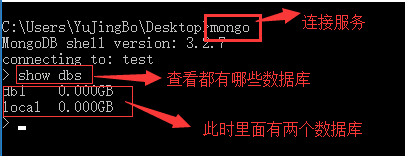 C:\Users\YuJingBo\Desktop>mongo
连接服务
MongoDB shell version: 3.2.7
connecting to: test
> show dbs
查看都有哪些数据库
db1    0.000GB
local  0.000GB
>
此时里面有两个数据库